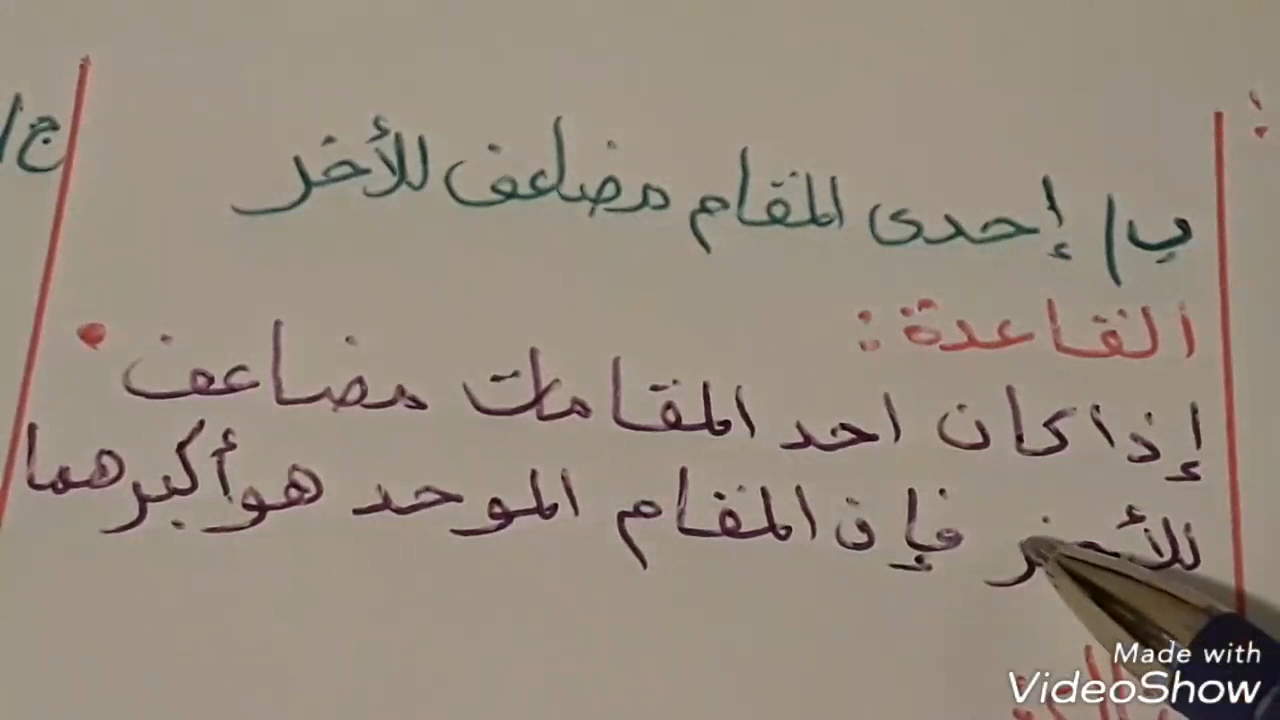 ب/ إحدى المقام مضاعف للأخر
ج/
القاعدة:
إذا كان احد المقامات مضاعف
للأخر فإن المقام الموحد هو أكبرهما
Made with
VideoShow